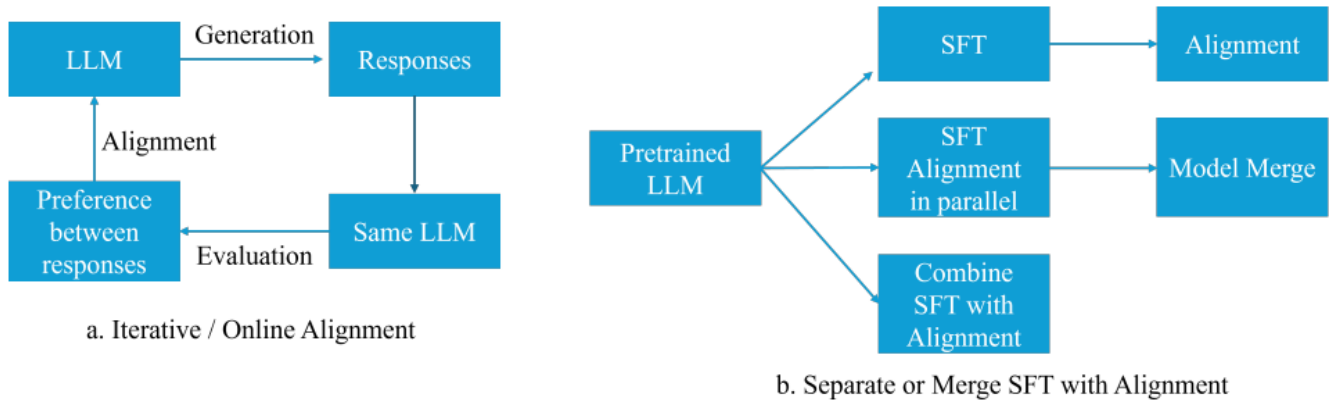 LLM
Generation
Responses
Alignment
Preference
between
responses
Evaluation
Same LLM
a. Iterative / Online Alignment
Pretrained
LLM
SFT
Alignment
SFT
Alignment
in parallel
Model Merge
Combine
SFT with
Alignment
b. Separate or Merge SFT with Alignment